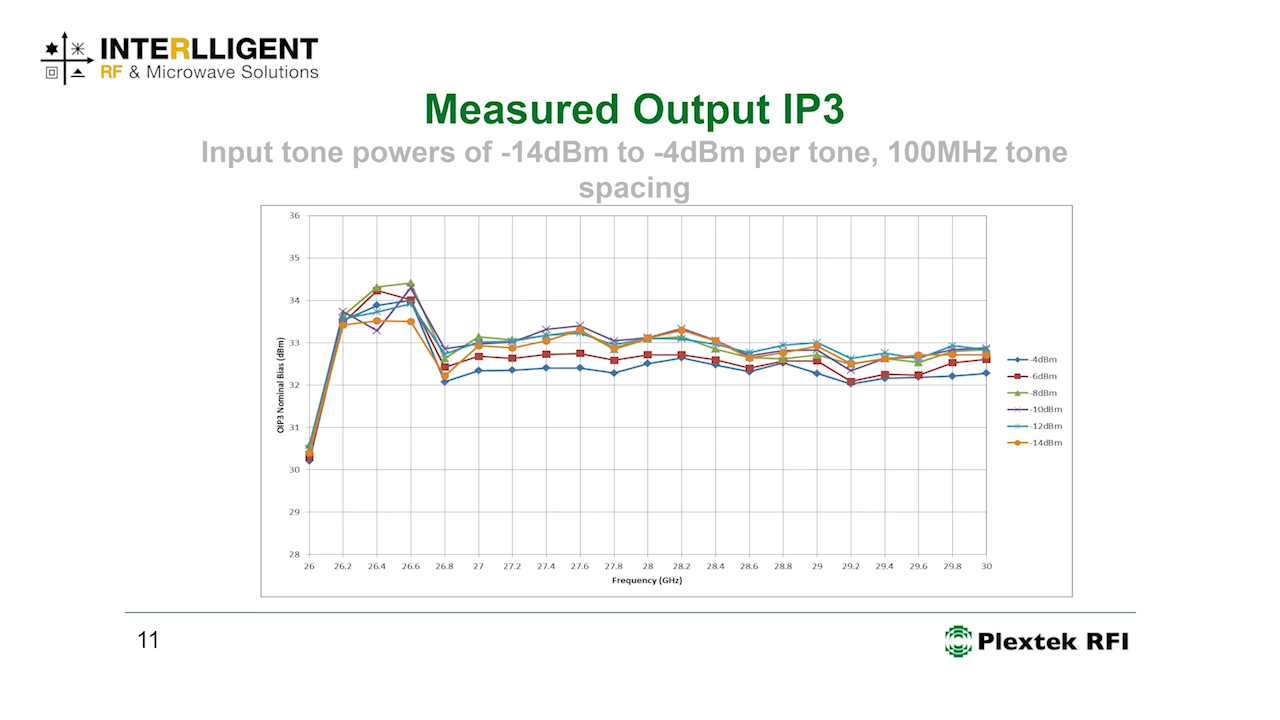 INTERLLIGENT
RF & Microwave Solutions
Measured Output IP3
Input tone powers of -14dBm to -4dBm per tone, 100MHz tone
spacing
36
35
34
33
32
31
30
29
28
OIP3 Nominal Bias (dBm)
26 26.2 26.4 26.6 26.8 27 27.2 27.4 27.6 27.8 28 28.2 28.4 28.6 28.8 29 29.2 29.4 29.6 29.8 30
Frequency (GHz)
-4dBm
-6dBm
-8dBm
-10dBm
-12dBm
-14dBm
11
Plextek RFI